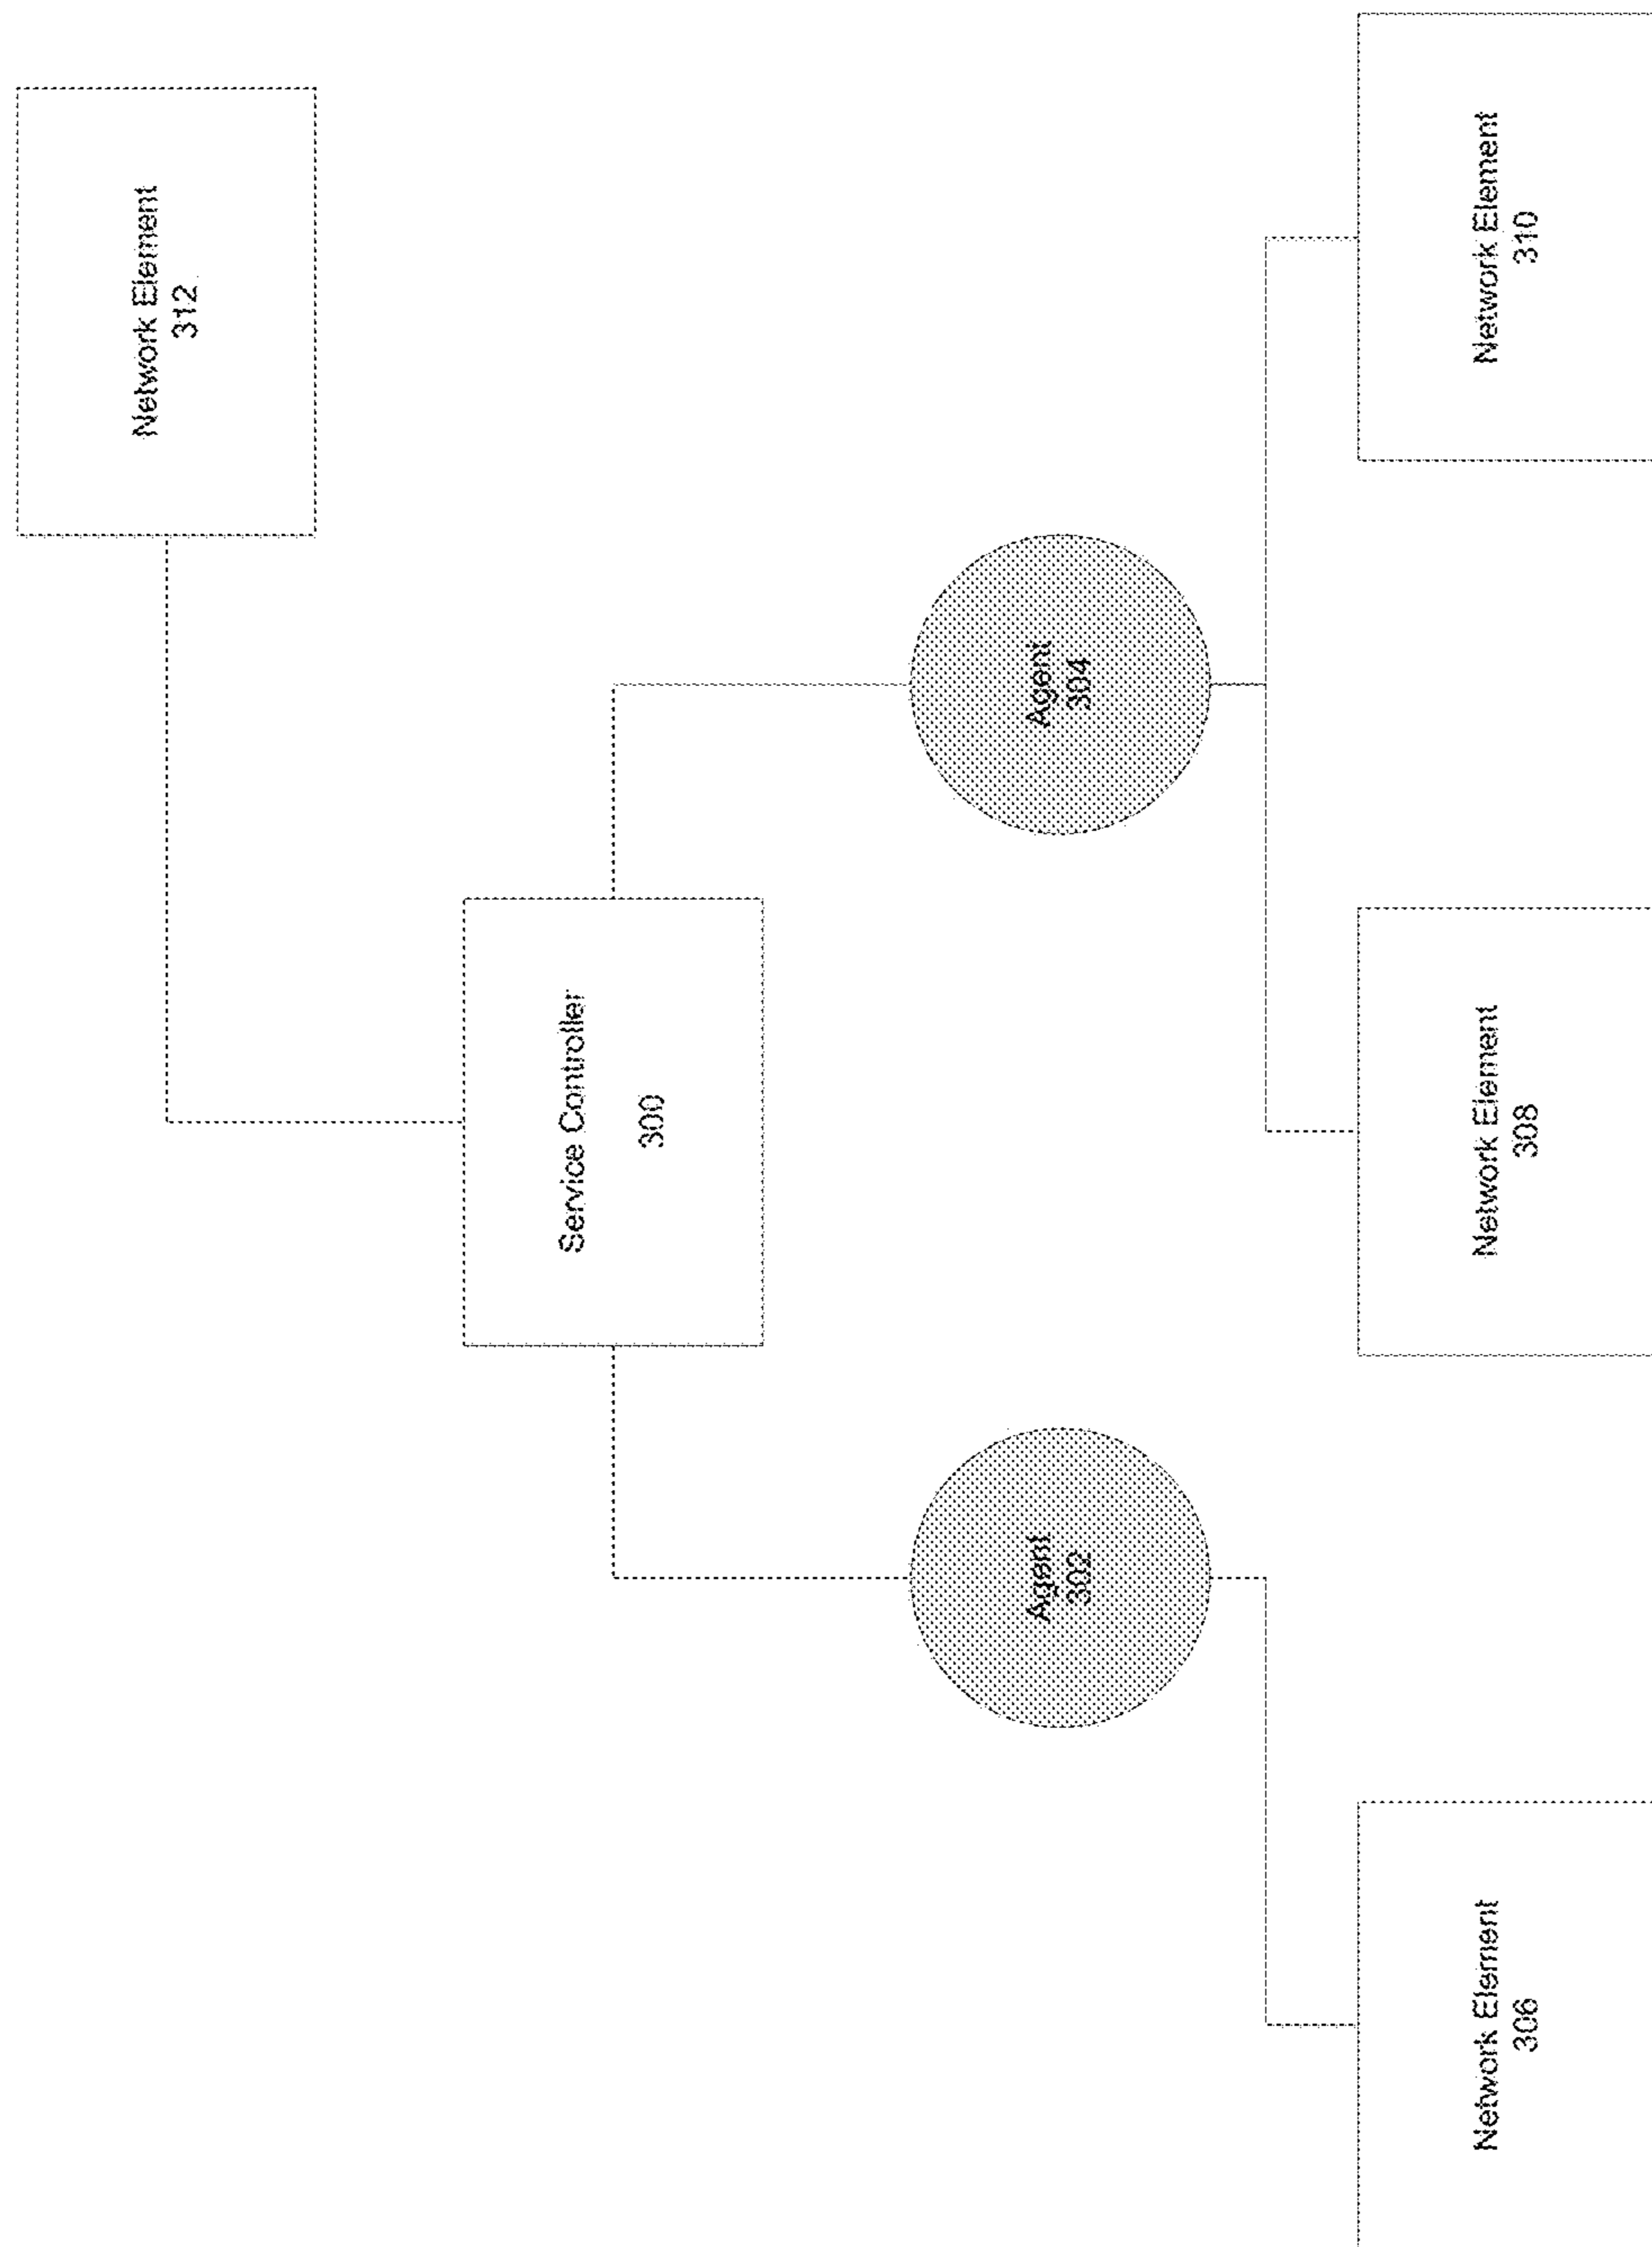 Network Element
312
Service Controller
300
Agent
302
Agent
304
Network Element
306
Network Element
308
Network Element
310